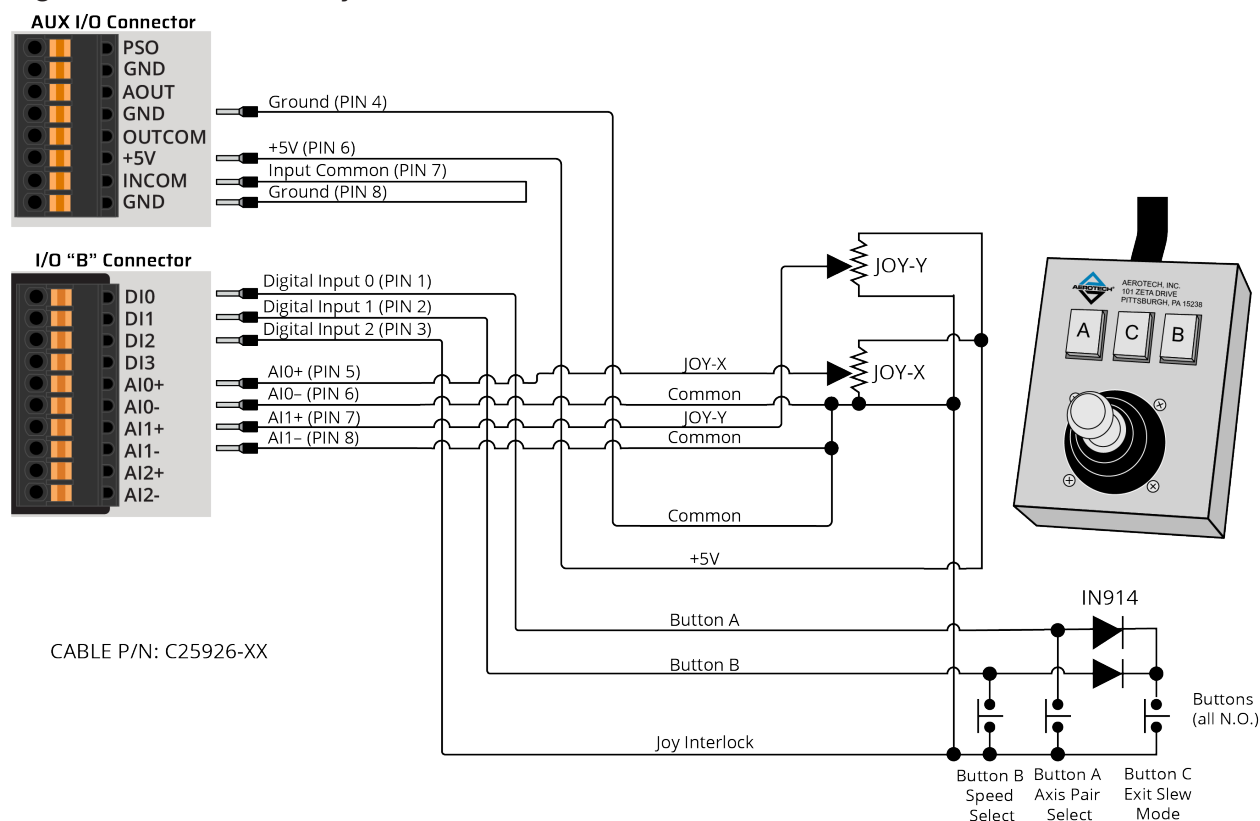 AUX I/O Connector
PSO
GND
AOUT
GND
OUTCOM
+5V
INCOM
GND
Ground (PIN 4)
+5V (PIN 6)
Input Common (PIN 7)
Ground (PIN 8)
I/O “B” Connector
DI0
DI1
DI2
DI3
AI0+
AI0-
AI1+
AI1-
AI2+
AI2-
Digital Input 0 (PIN 1)
Digital Input 1 (PIN 2)
Digital Input 2 (PIN 3)
AI0+ (PIN 5)
AI0– (PIN 6)
AI1+ (PIN 7)
AI1– (PIN 8)
JOY-X
Common
JOY-Y
Common
Common
+5V
JOY-Y
JOY-X
AEROTECH
AEROTECH, INC.
101 ZETA DRIVE
PITTSBURGH, PA 15238
A
C
B
IN914
Button A
Button B
Joy Interlock
CABLE P/N: C25926-XX
Buttons
(all N.O.)
Button B
Speed
Select
Button A
Axis Pair
Select
Button C
Exit Slew
Mode